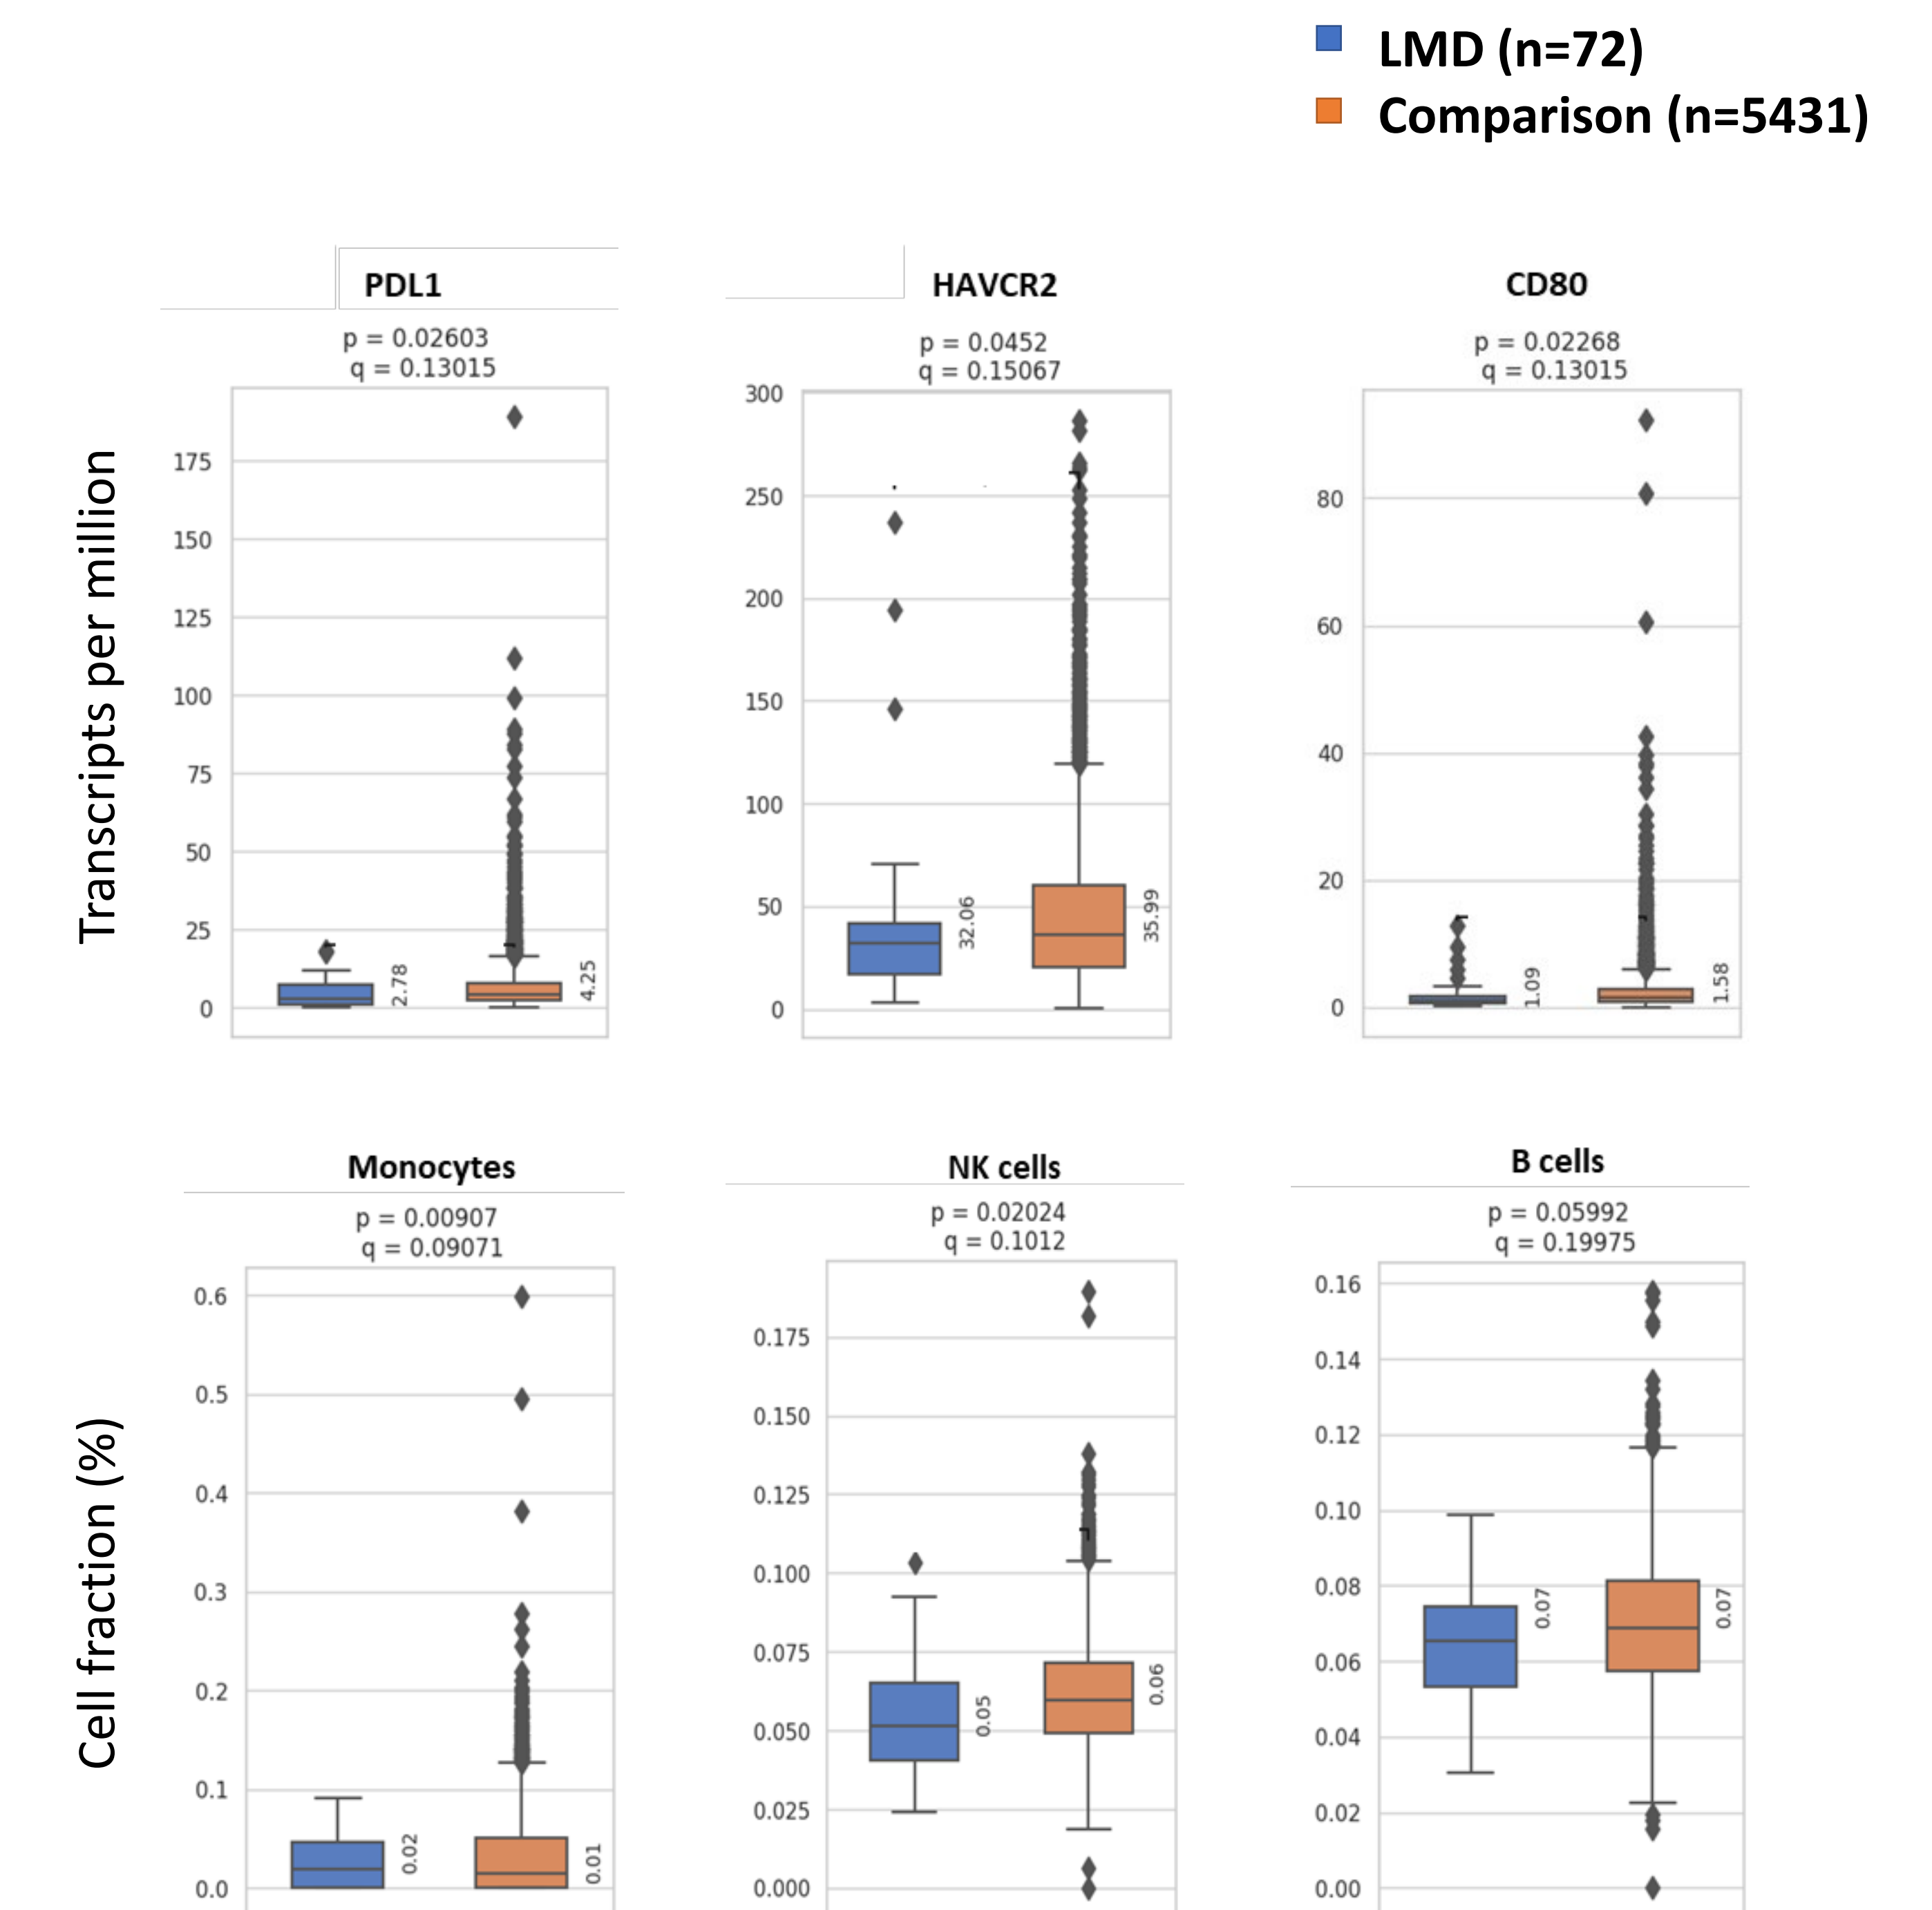 LMD (n=72)
Comparison (n=5431)
Transcripts per million
PDL1
p = 0.02603
q = 0.13015
175
150
125
100
75
50
25
0
2.78
4.25
HAVCR2
p = 0.0452
q = 0.15067
300
250
200
150
100
50
0
32.06
35.99
CD80
p = 0.02268
q = 0.13015
80
60
40
20
0
1.09
1.58
Cell fraction (%)
Monocytes
p = 0.00907
q = 0.09071
0.6
0.5
0.4
0.3
0.2
0.1
0.0
0.02
0.01
NK cells
p = 0.02024
q = 0.1012
0.175
0.150
0.125
0.100
0.075
0.050
0.025
0.000
0.05
0.06
B cells
p = 0.05992
q = 0.19975
0.16
0.14
0.12
0.10
0.08
0.06
0.04
0.02
0.00
0.07
0.07